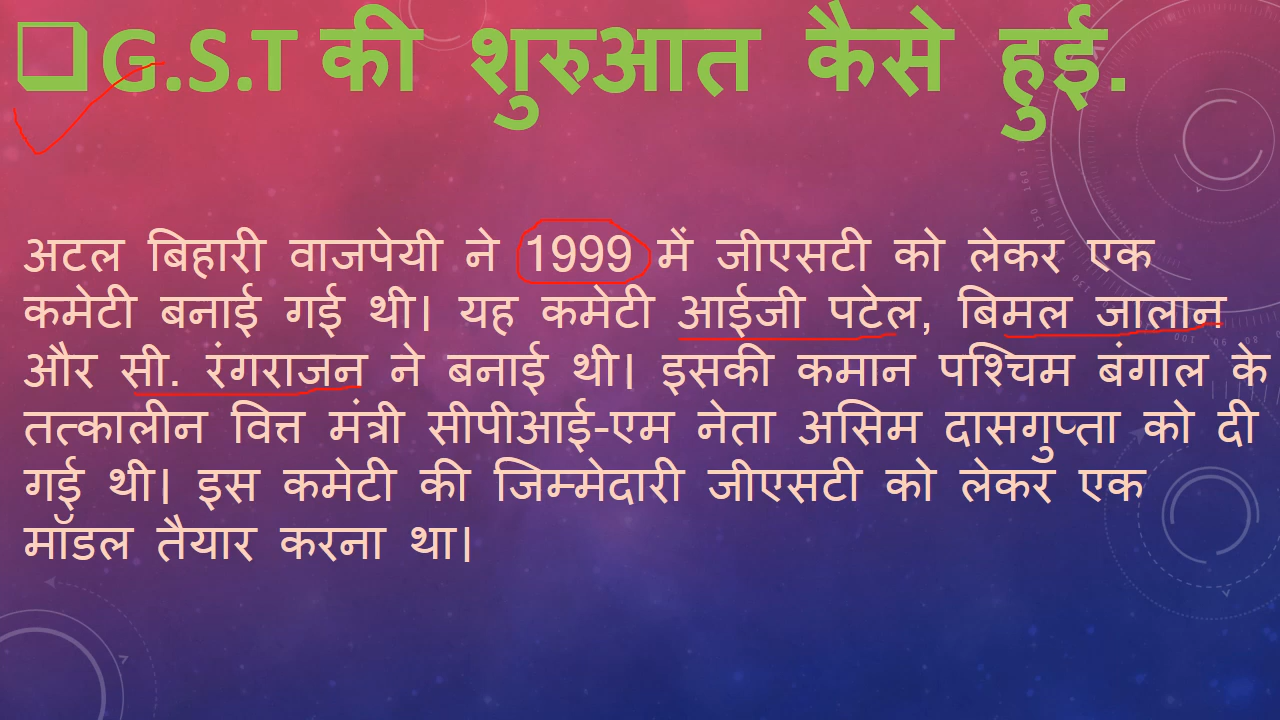 ❑G.S.T की शुरुआत कैसे हुई.
अटल बिहारी वाजपेयी ने 1999 में जीएसटी को लेकर एक
कमेटी बनाई गई थी। यह कमेटी आईजी पटेल, बिमल जालान
और सी. रंगराजन ने बनाई थी। इसकी कमान पश्चिम बंगाल के
तत्कालीन वित्त मंत्री सीपीआई-एम नेता असिम दासगुप्ता को दी
गई थी। इस कमेटी की जिम्मेदारी जीएसटी को लेकर एक
मॉडल तैयार करना था।